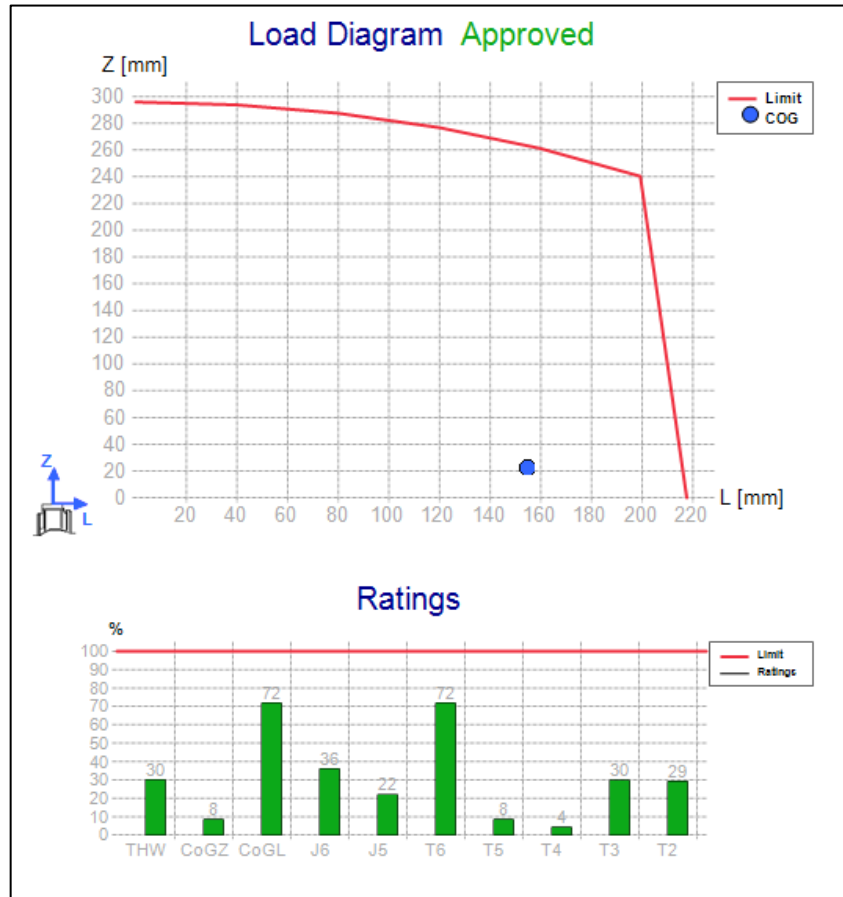 Load Diagram Approved
Z [mm]
300
280
260
240
220
200
180
160
140
120
100
80
60
40
20
0
Limit
COG
Z
L
20 40 60 80 100 120 140 160 180 200 220
L [mm]
Ratings
%
100
90
80
70
60
50
40
30
20
10
0
Limit
Ratings
30 8 72 36 22 72 8 4 30 29
THW CoGZ CoGL J6 J5 T6 T5 T4 T3 T2